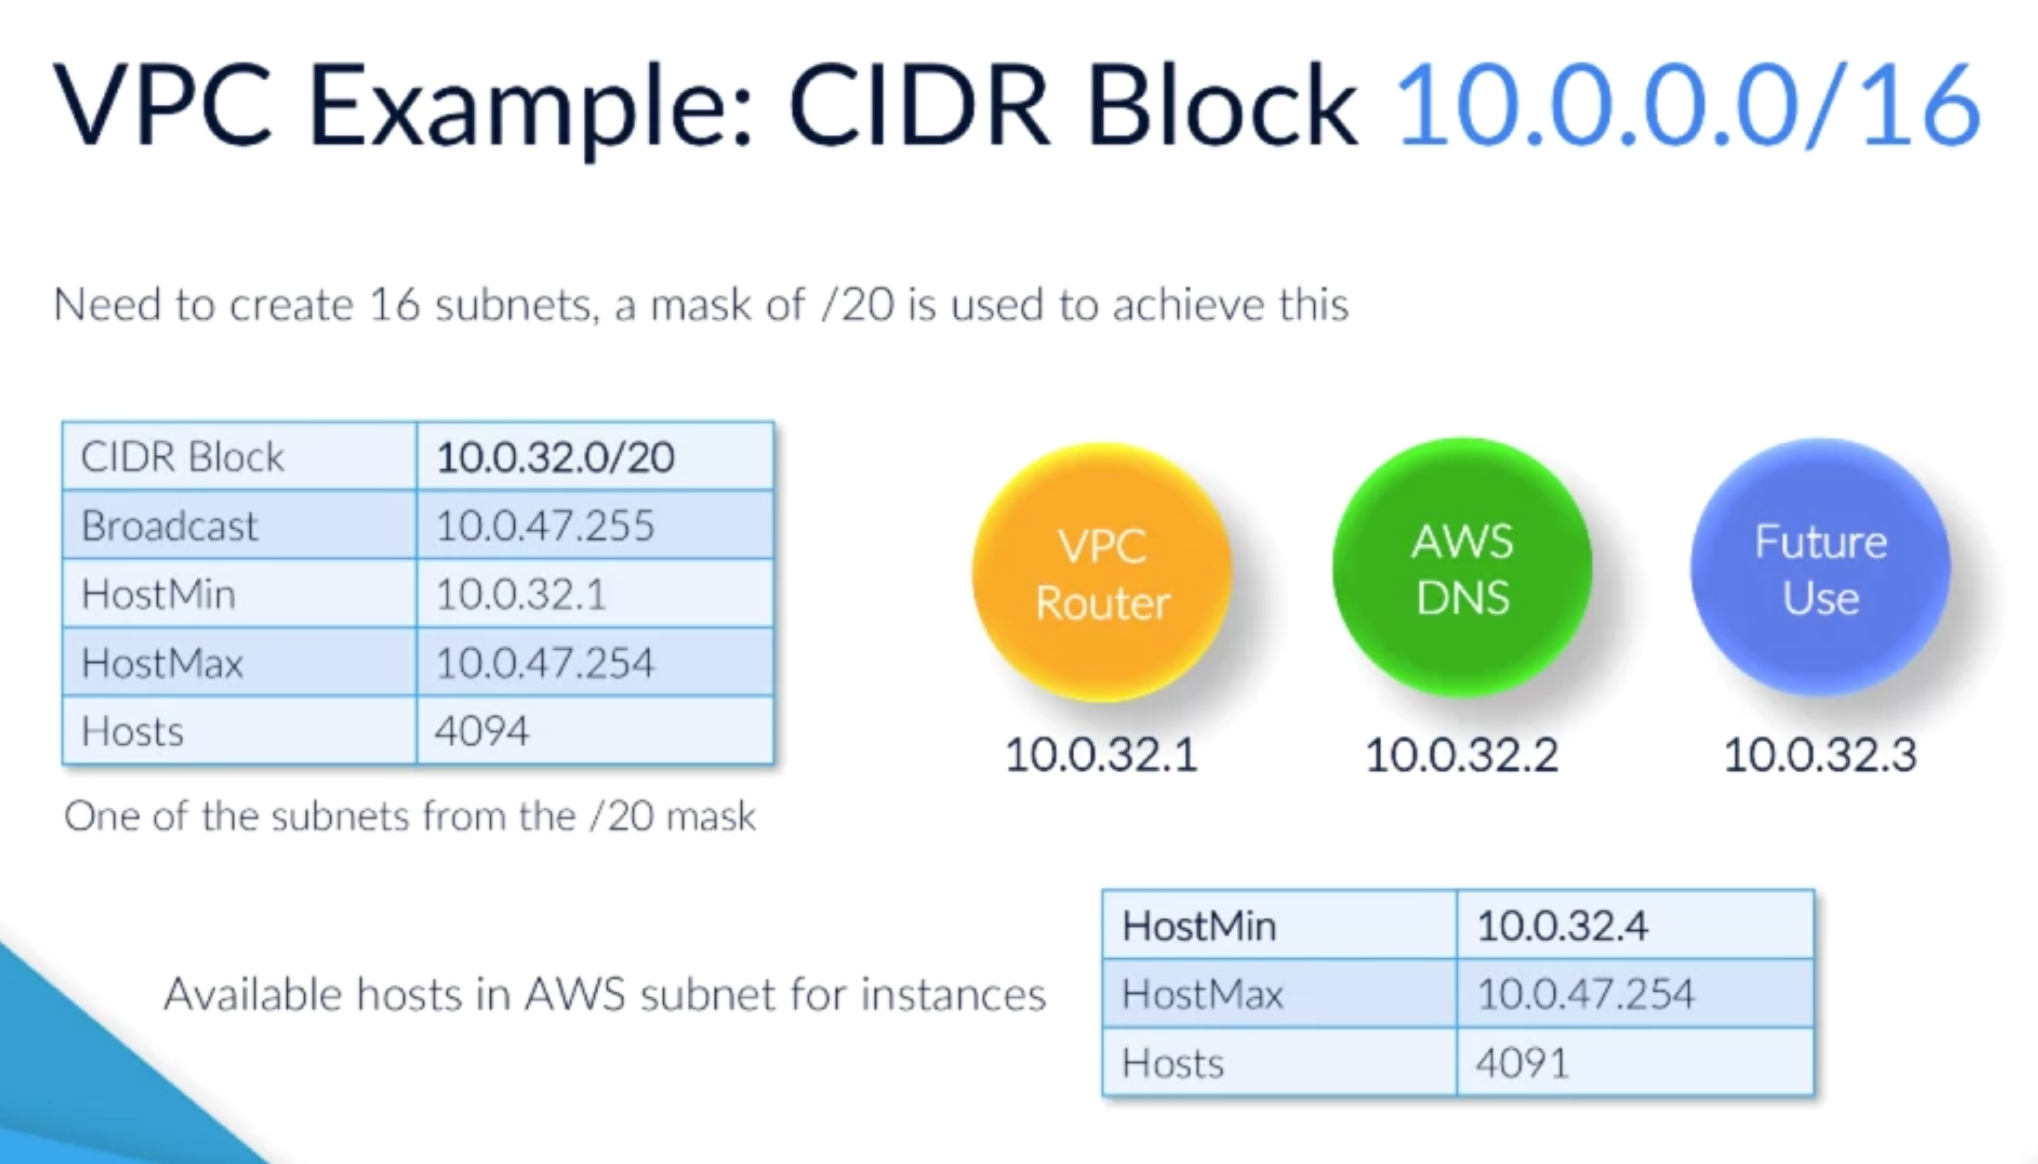 VPC Example: CIDR Block 10.0.0.0/16
Need to create 16 subnets, a mask of /20 is used to achieve this
CIDR Block 10.0.32.0/20
Broadcast 10.0.47.255
HostMin 10.0.32.1
HostMax 10.0.47.254
Hosts 4094
One of the subnets from the /20 mask
VPC
Router
10.0.32.1
AWS
DNS
10.0.32.2
Future
Use
10.0.32.3
Available hosts in AWS subnet for instances
HostMin 10.0.32.4
HostMax 10.0.47.254
Hosts 4091